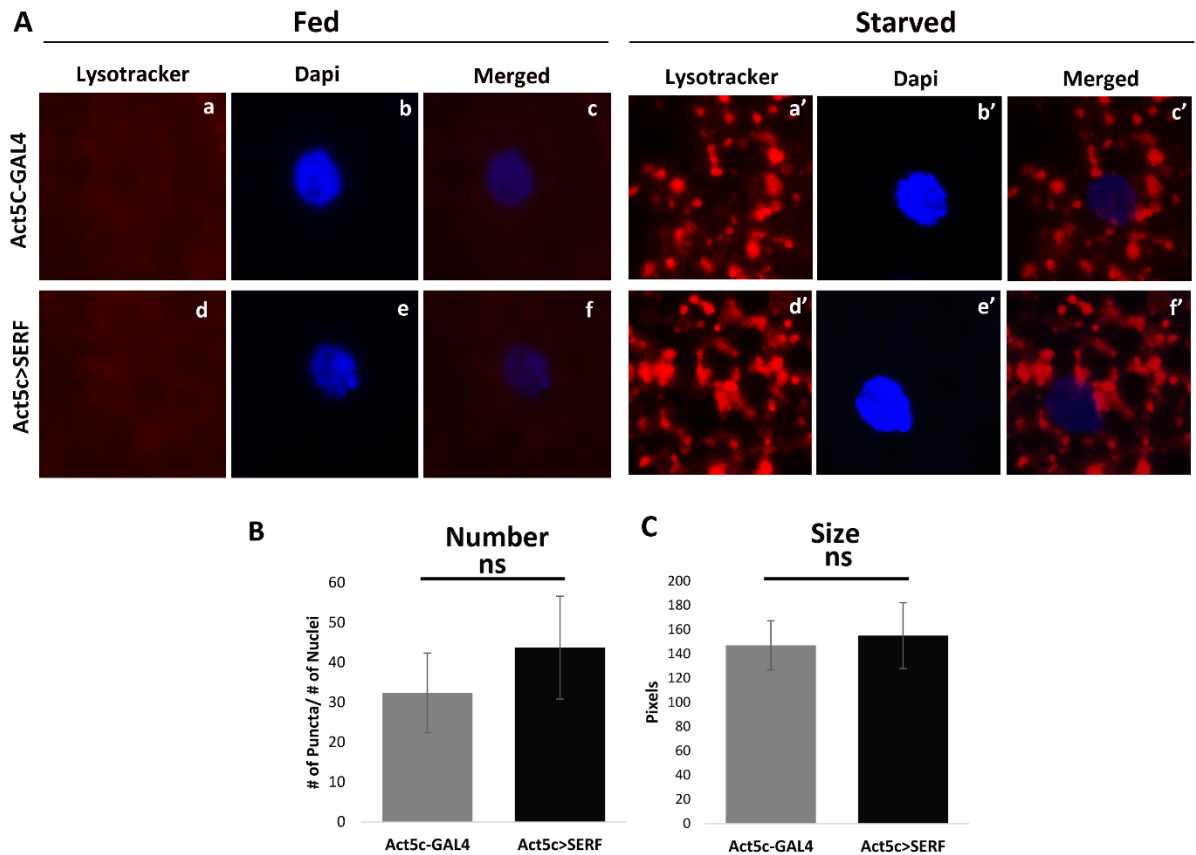 A
Fed
Starved
Lysotracker Dapi Merged
Lysotracker Dapi Merged
Act5C-GAL4
a b c a’ b’ c’
Act5c>SERF
d e f d’ e’ f’
B
Number
ns
# of Puncta/ # of Nuclei
60
50
40
30
20
10
0
Act5c-GAL4 Act5c>SERF
C
Size
ns
Pixels
200
180
160
140
120
100
80
60
40
20
0
Act5c-GAL4 Act5c>SERF